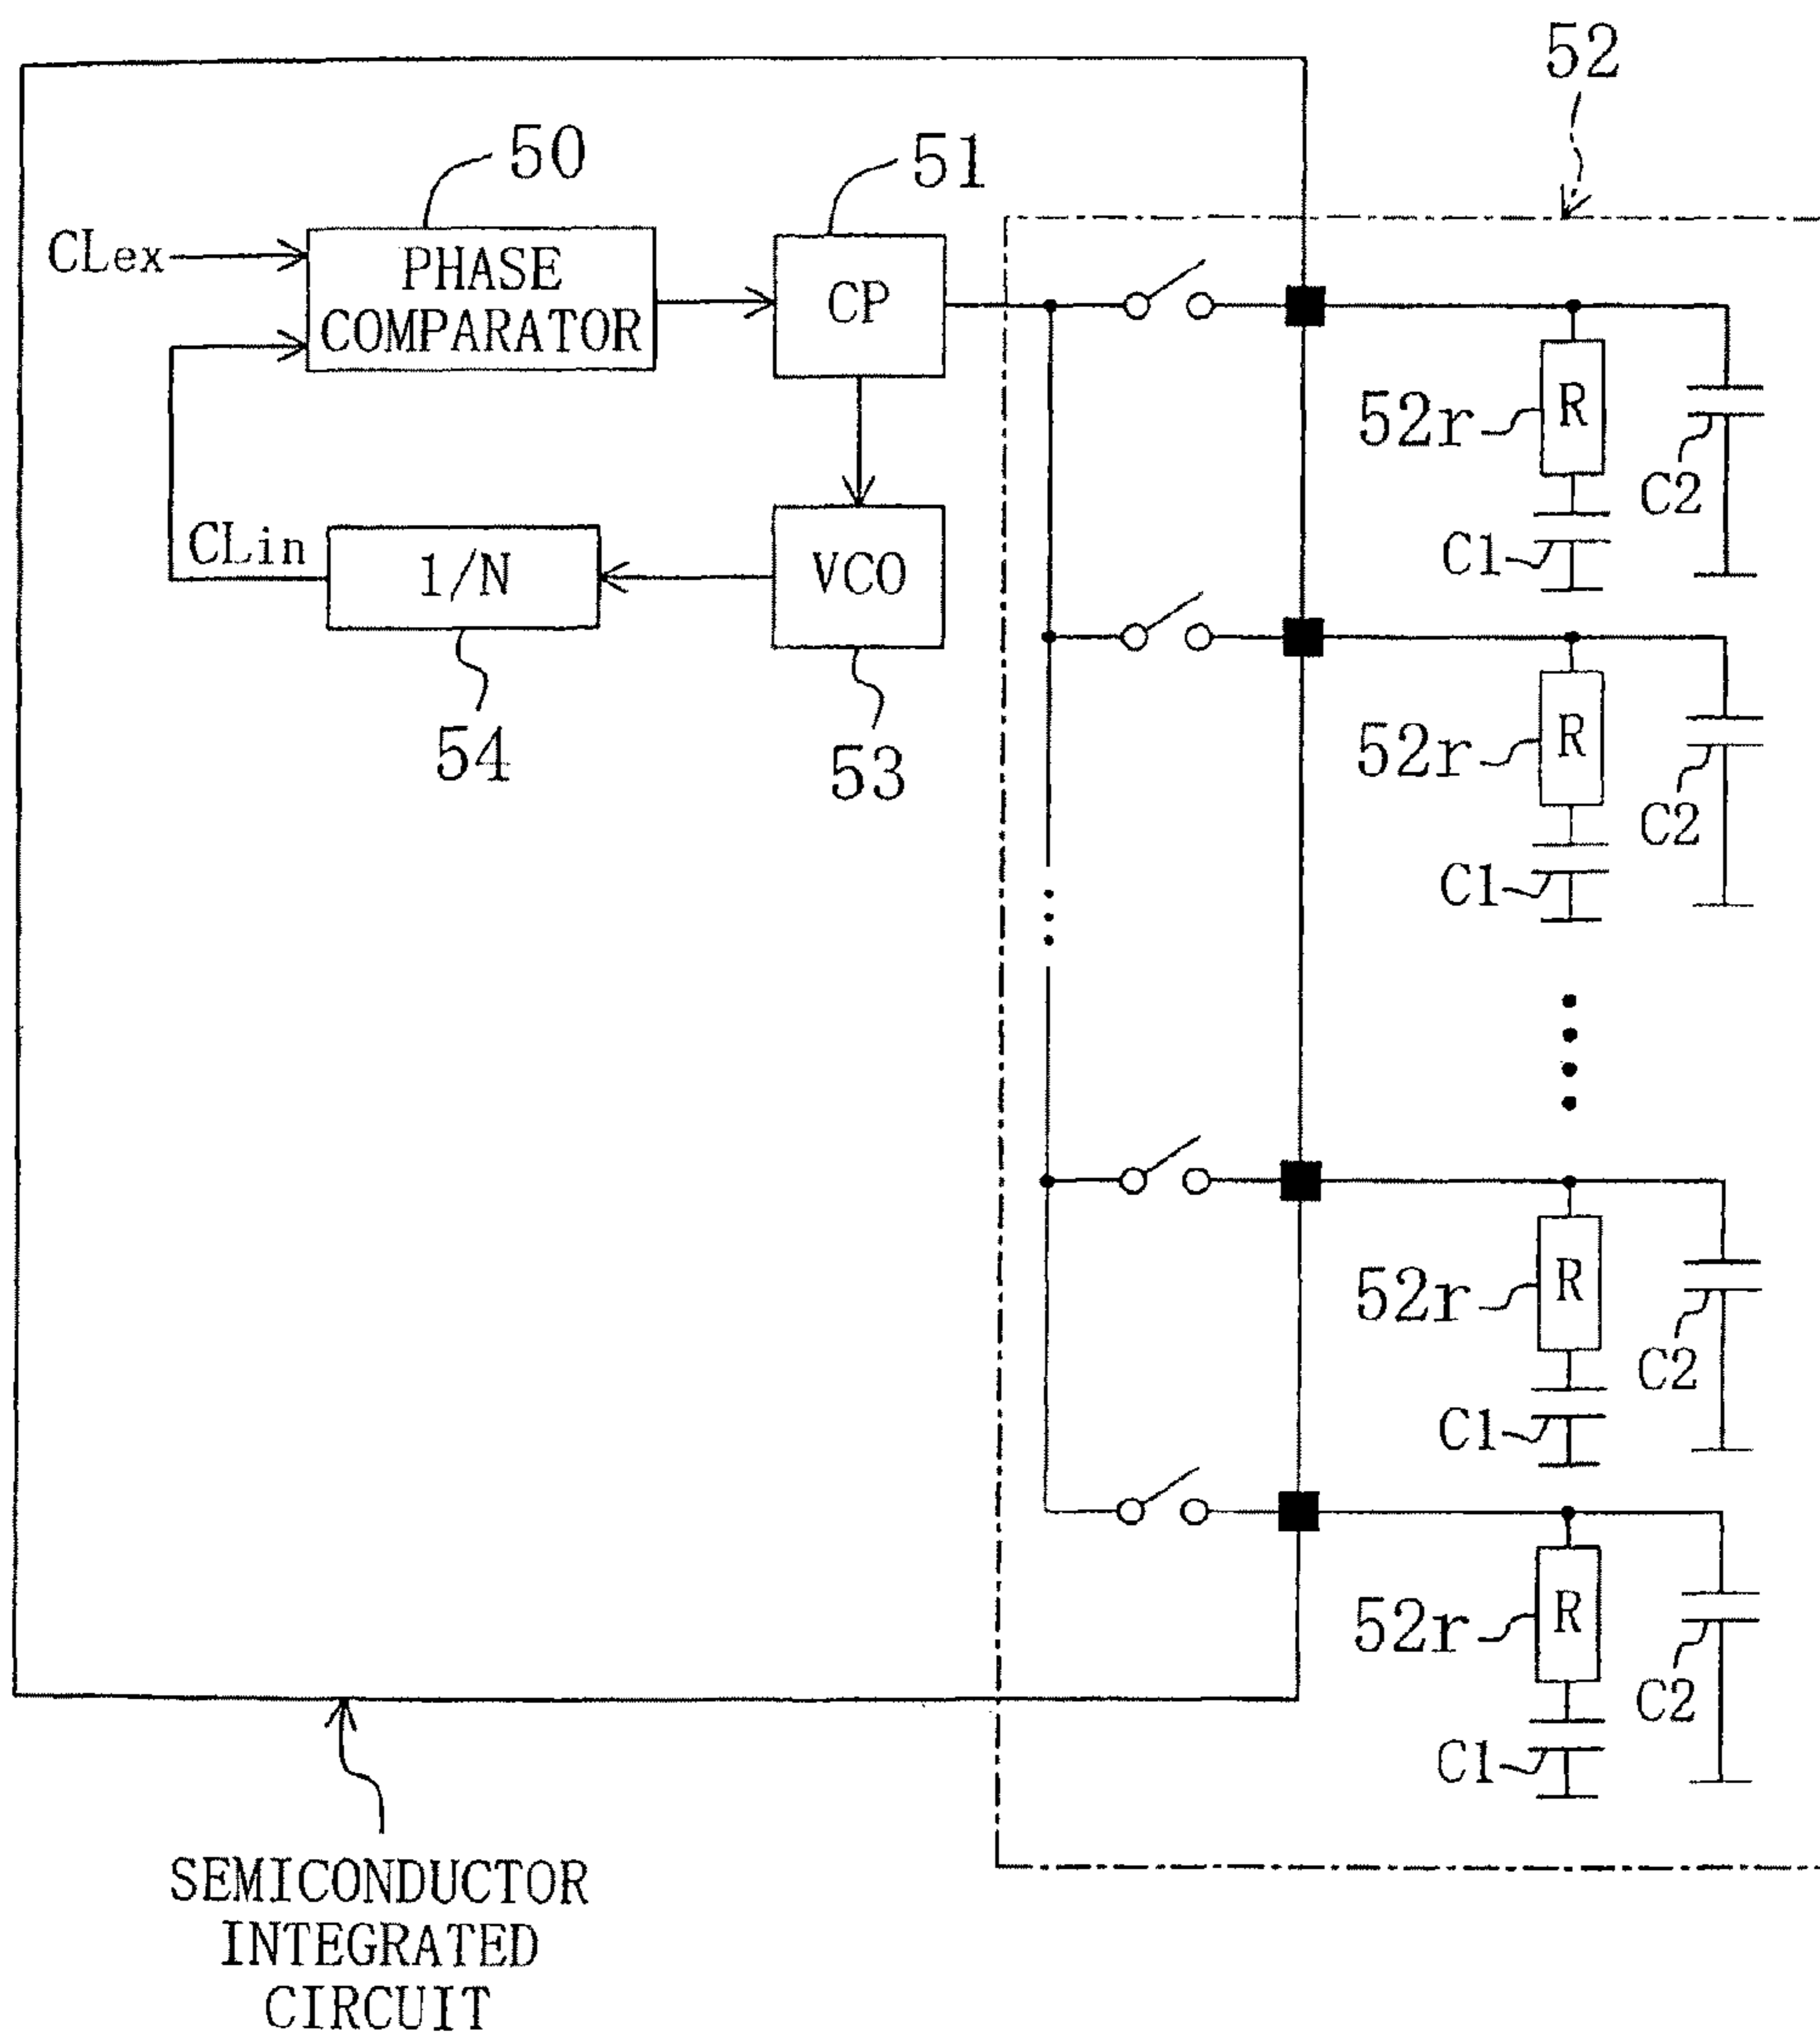 52
50
51
CLex
PHASE
COMPARATOR
CP
52r
R
C2
C1
CLin
1/N
VCO
54
53
52r
R
C2
C1
52r
R
C2
C1
52r
R
C2
C1
SEMICONDUCTOR
INTEGRATED
CIRCUIT